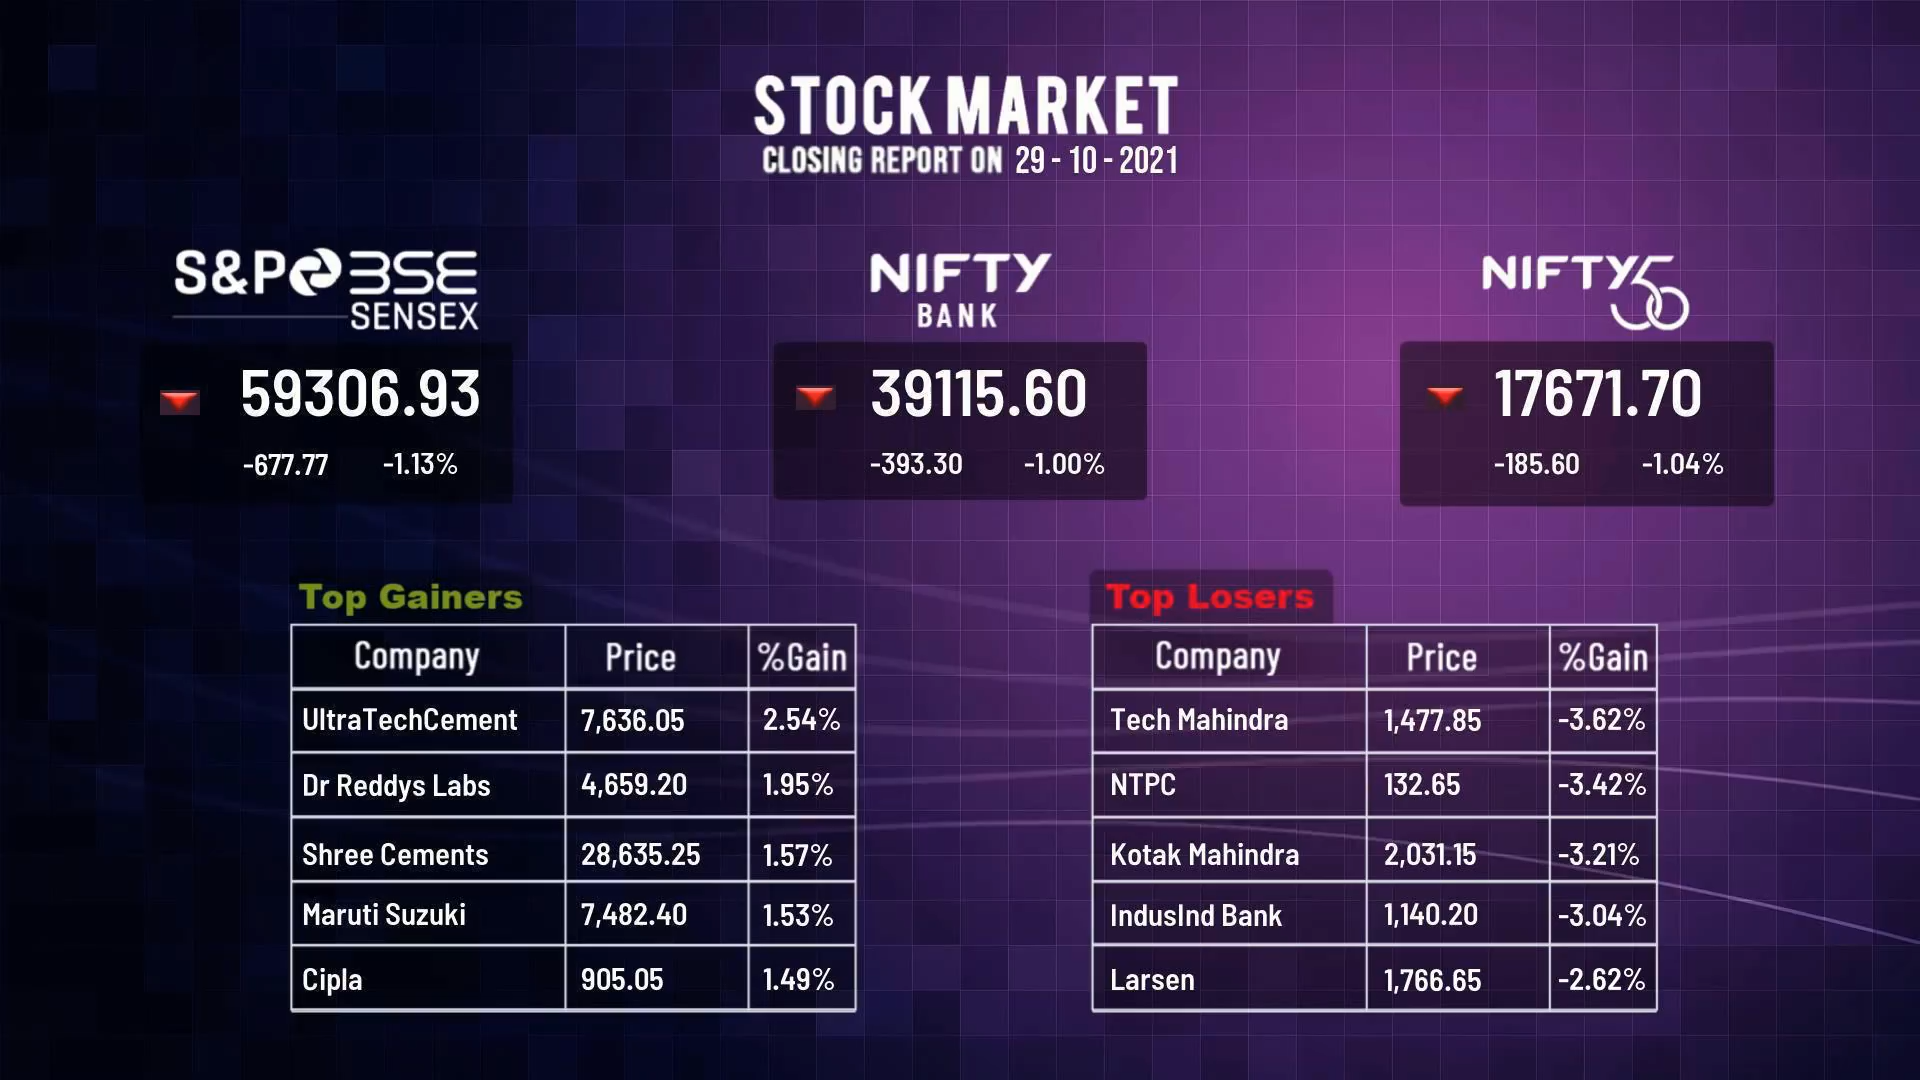 STOCK MARKET
CLOSING REPORT ON 29 - 10 - 2021
S&P BSE
SENSEX
59306.93
-677.77 -1.13%
NIFTY
BANK
39115.60
-393.30 -1.00%
NIFTY50
17671.70
-185.60 -1.04%
Top Gainers
Company Price %Gain
UltraTechCement 7,636.05 2.54%
Dr Reddys Labs 4,659.20 1.95%
Shree Cements 28,635.25 1.57%
Maruti Suzuki 7,482.40 1.53%
Cipla 905.05 1.49%
Top Losers
Company Price %Gain
Tech Mahindra 1,477.85 -3.62%
NTPC 132.65 -3.42%
Kotak Mahindra 2,031.15 -3.21%
IndusInd Bank 1,140.20 -3.04%
Larsen 1,766.65 -2.62%